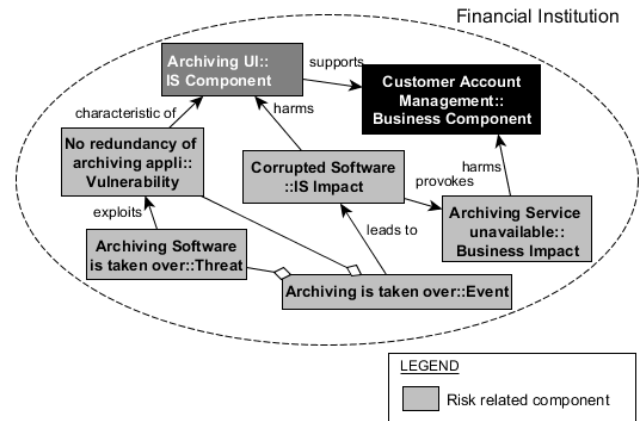 Financial Institution
Archiving UI::
IS Component
supports
Customer Account
Management::
Business Component
characteristic of
harms
No redundancy of
archiving appli::
Vulnerability
Corrupted Software
::IS Impact
harms
provokes
exploits
Archiving Service
unavailable::
Business Impact
leads to
Archiving Software
is taken over::Threat
Archiving is taken over::Event
LEGEND
Risk related component